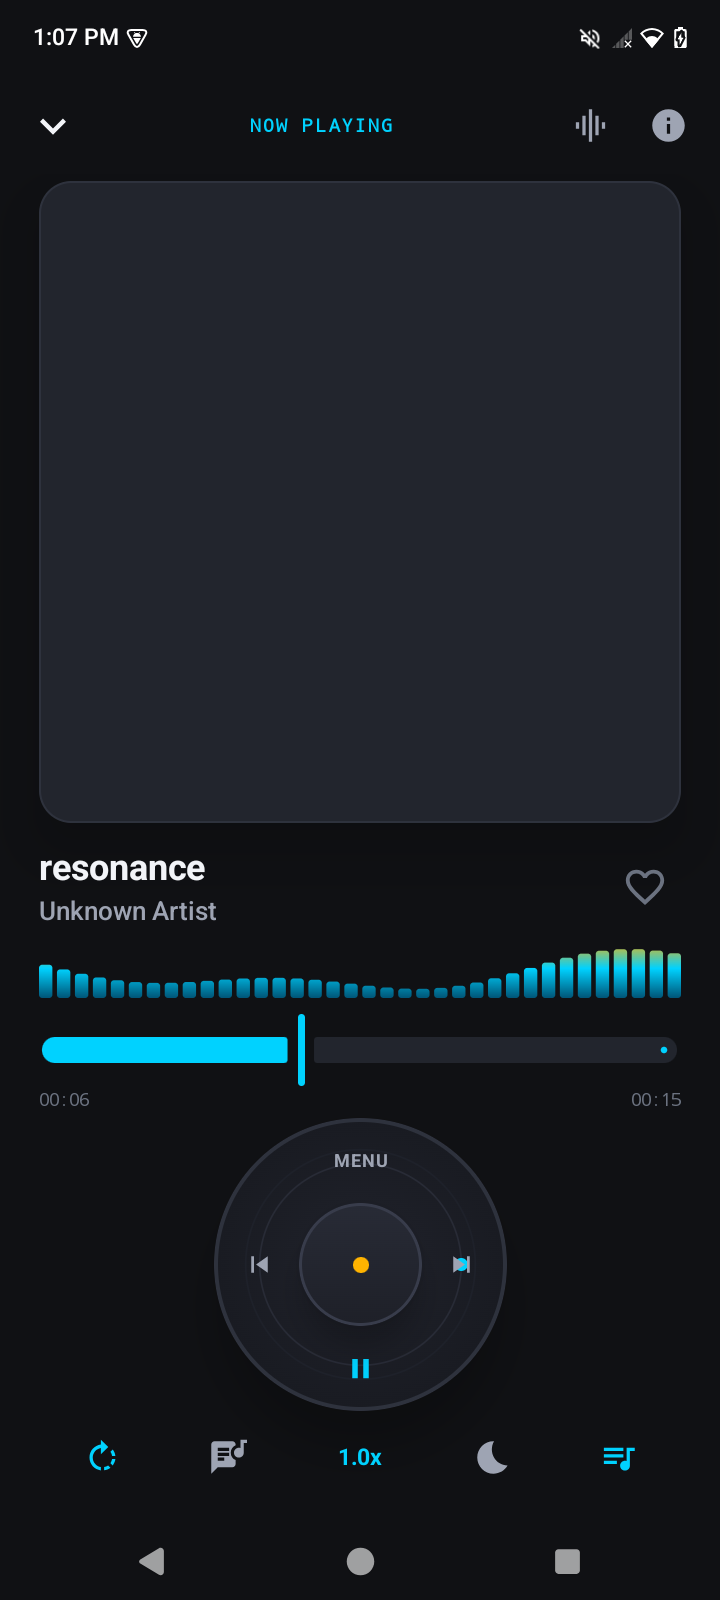 1:07 PM
NOW PLAYING
resonance
Unknown Artist
00:06
00:15
MENU
1.0x